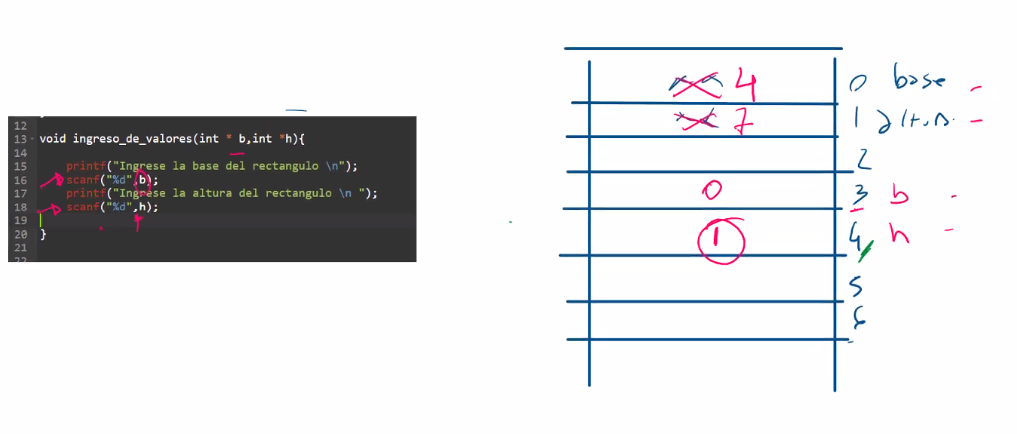 12
13 void ingreso_de_valores(int * b,int *h){
14
15 printf("Ingrese la base del rectangulo \n");
16 scanf("%d",b);
17 printf("Ingrese la altura del rectangulo \n ");
18 scanf("%d",h);
19
20 }
21
22
4 0 base
7 1
2
0 3 b
1 4 h
5
6